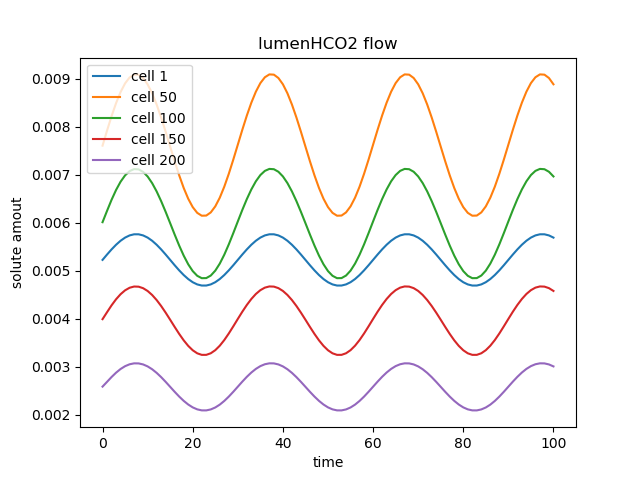 lumenHCO2 flow
cell 1
cell 50
cell 100
cell 150
cell 200
solute amout
0.009
0.008
0.007
0.006
0.005
0.004
0.003
0.002
0 20 40 60 80 100
time